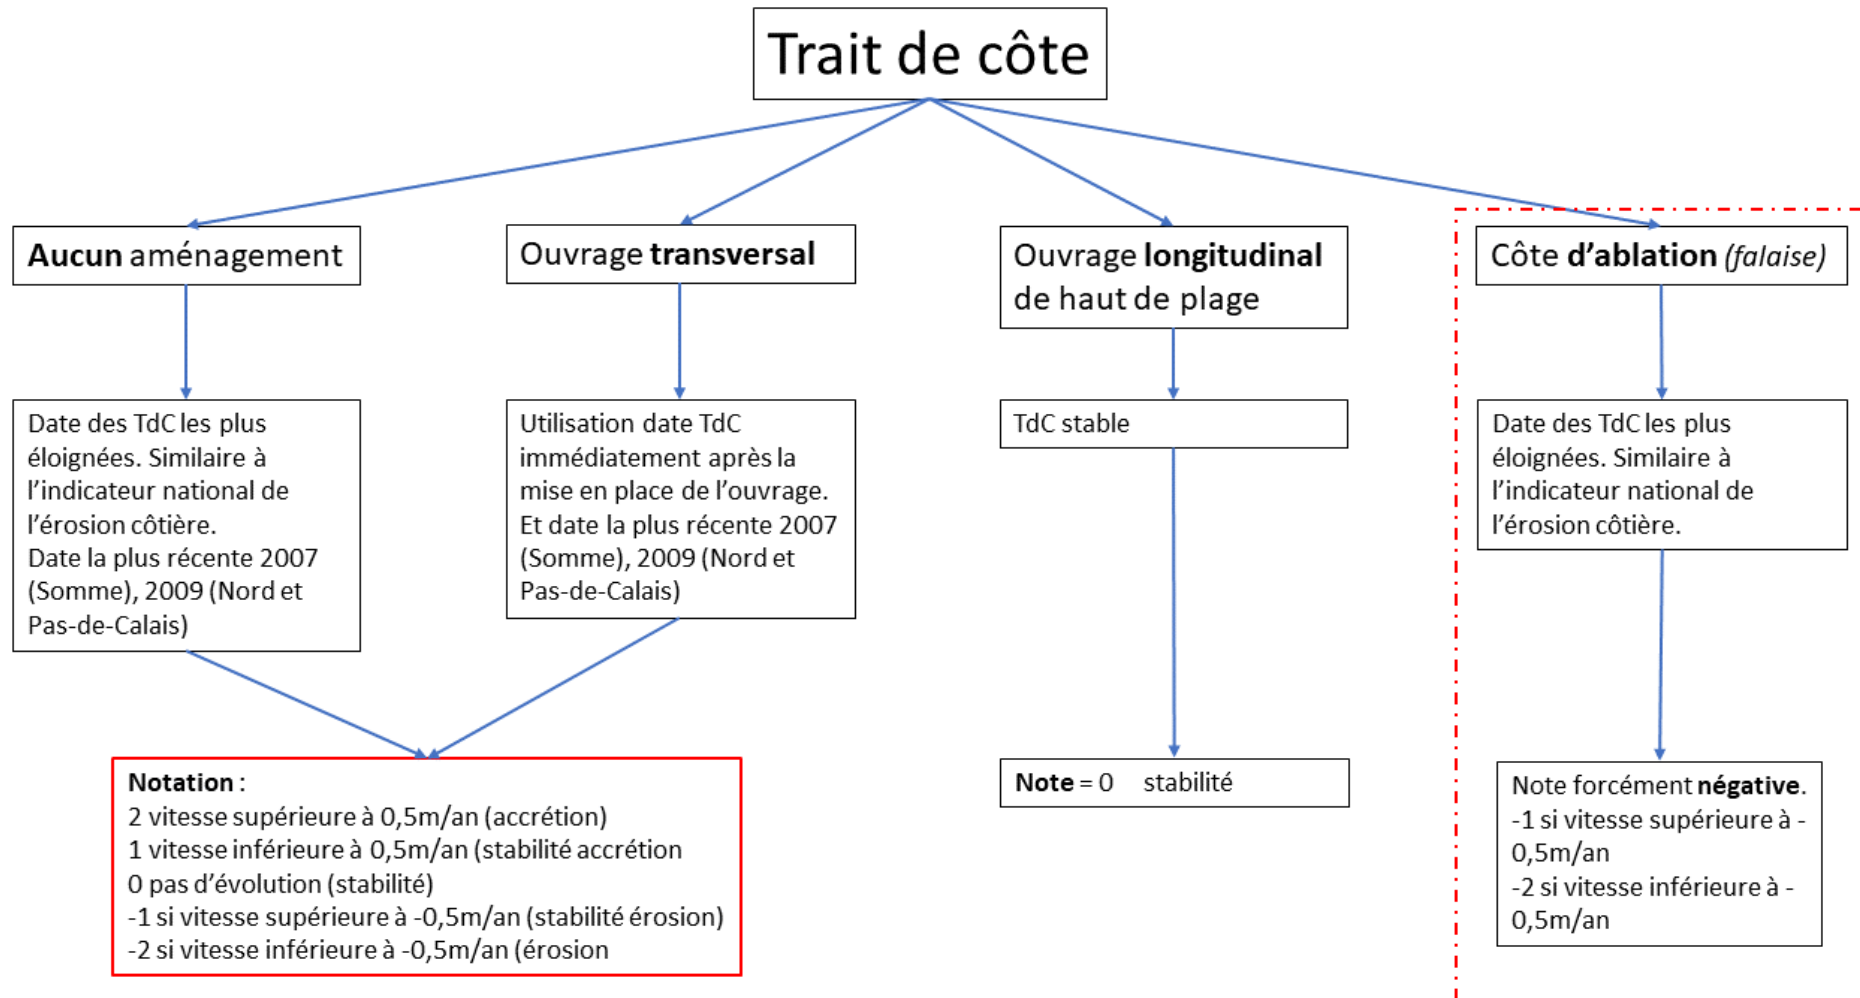 Trait de côte
Aucun aménagement
Ouvrage transversal
Ouvrage longitudinal
de haut de plage
Côte d’ablation (falaise)
Date des TdC les plus
éloignées. Similaire à
l’indicateur national de
l’érosion côtière.
Date la plus récente 2007
(Somme), 2009 (Nord et
Pas-de-Calais)
Utilisation date TdC
immédiatement après la
mise en place de l’ouvrage.
Et date la plus récente 2007
(Somme), 2009 (Nord et
Pas-de-Calais)
TdC stable
Date des TdC les plus
éloignées. Similaire à
l’indicateur national de
l’érosion côtière.
Notation :
2 vitesse supérieure à 0,5m/an (accrétion)
1 vitesse inférieure à 0,5m/an (stabilité accrétion
0 pas d’évolution (stabilité)
-1 si vitesse supérieure à -0,5m/an (stabilité érosion)
-2 si vitesse inférieure à -0,5m/an (érosion
Note = 0 stabilité
Note forcément négative.
-1 si vitesse supérieure à -
0,5m/an
-2 si vitesse inférieure à -
0,5m/an